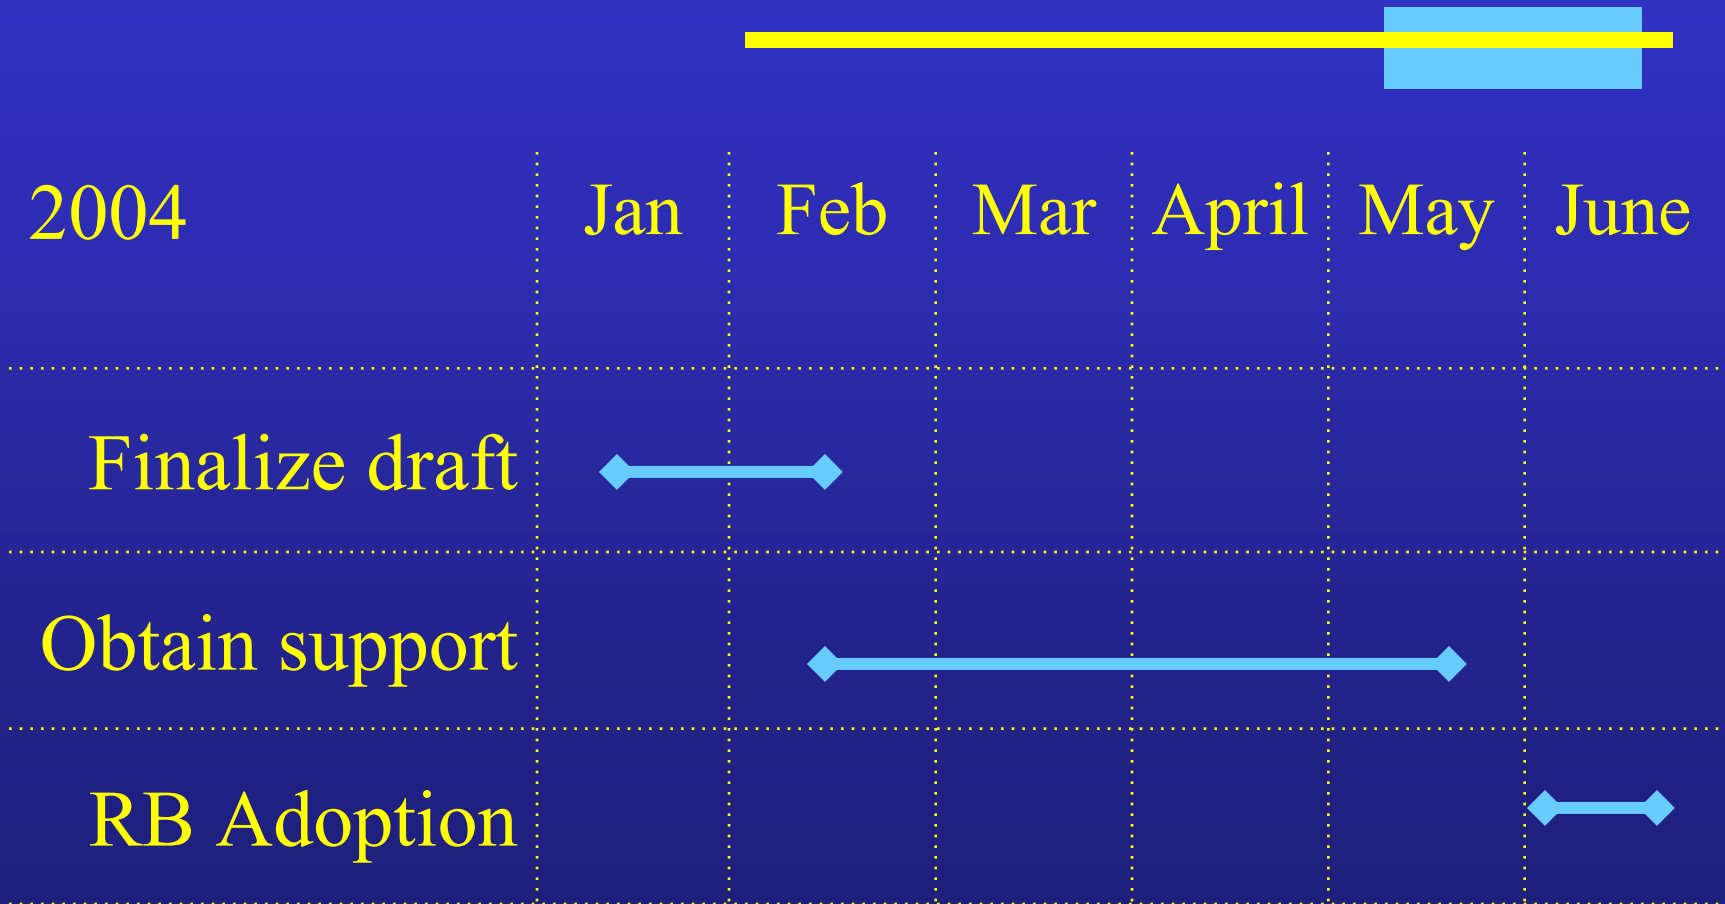 2004 Jan Feb Mar April May June
Finalize draft
Obtain support
RB Adoption